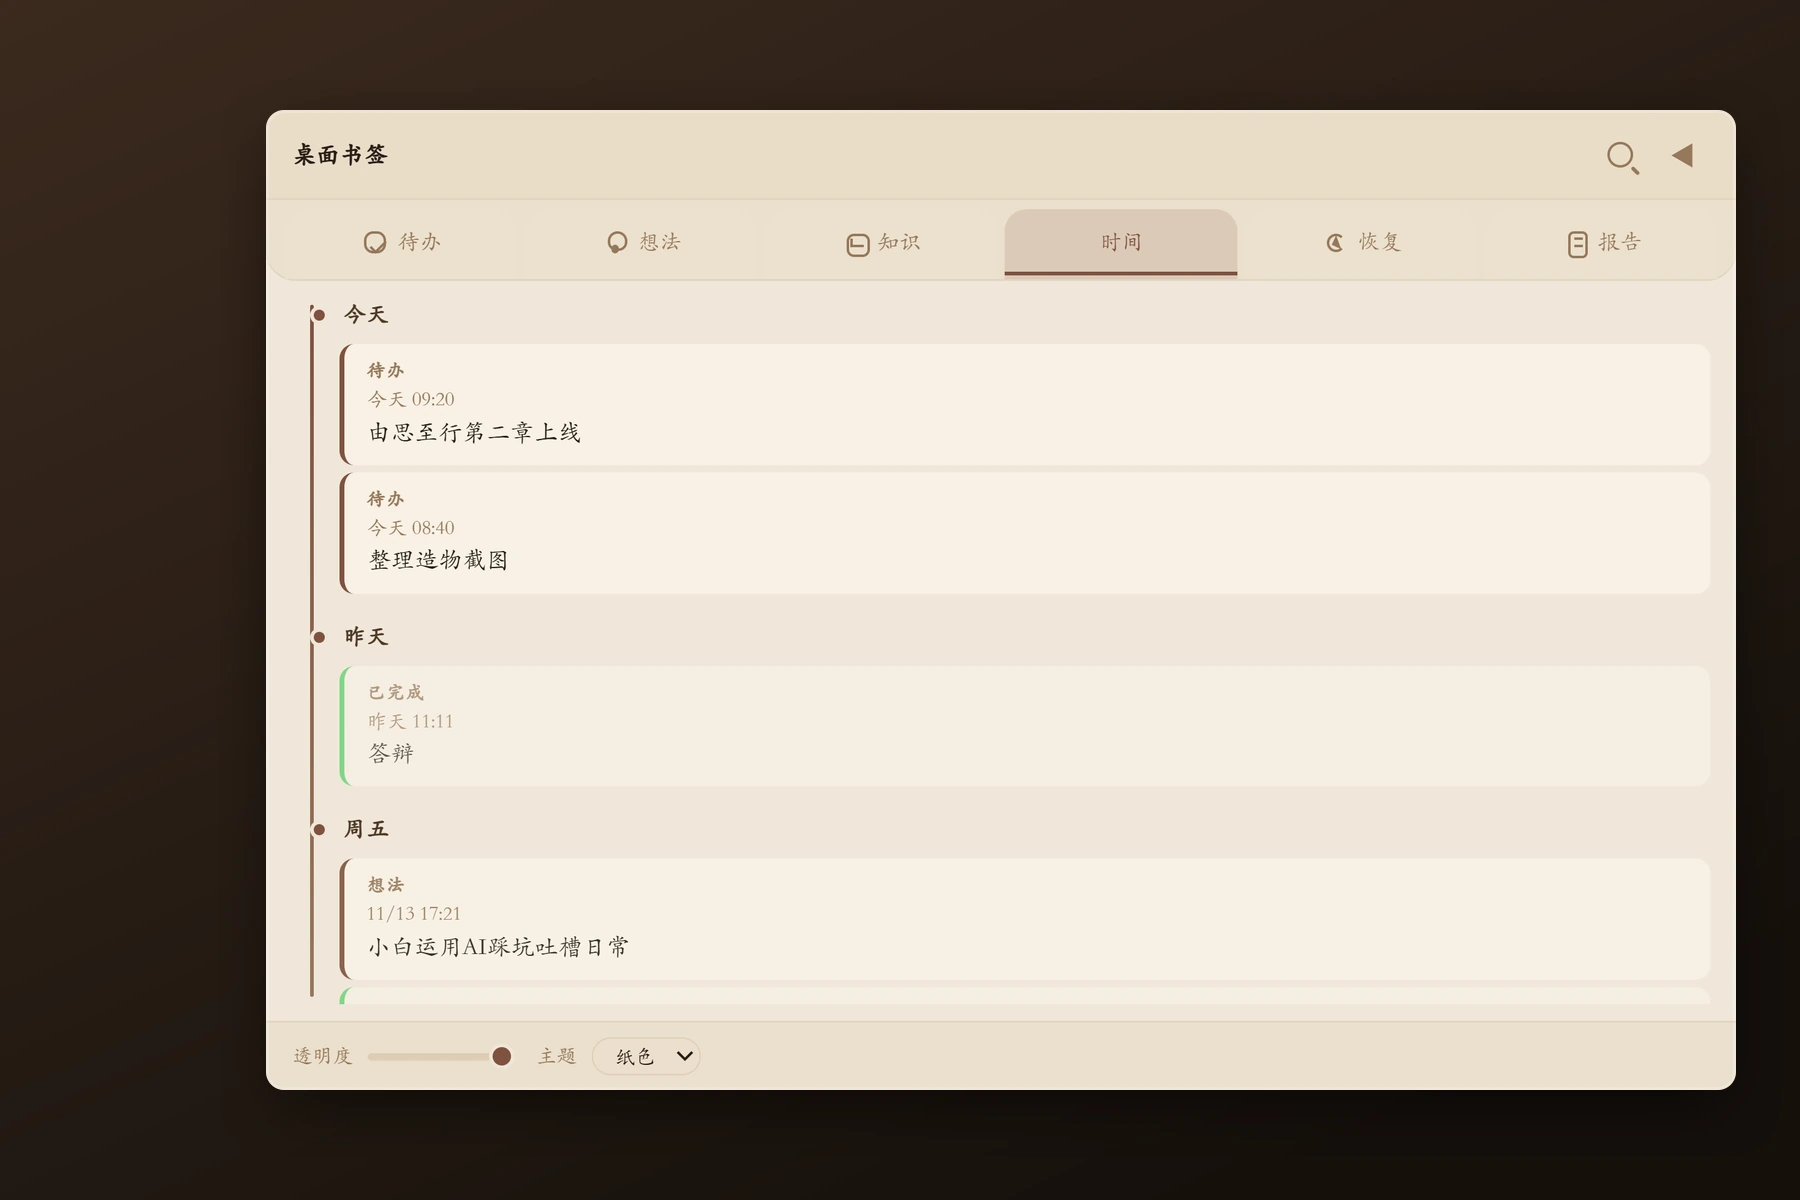 桌面书签
待办 想法 知识 时间 恢复 报告
今天
待办
今天 09:20
由思至行第二章上线
待办
今天 08:40
整理造物截图
昨天
已完成
昨天 11:11
答辩
周五
想法
11/13 17:21
小白运用AI踩坑吐槽日常
透明度 主题 纸色